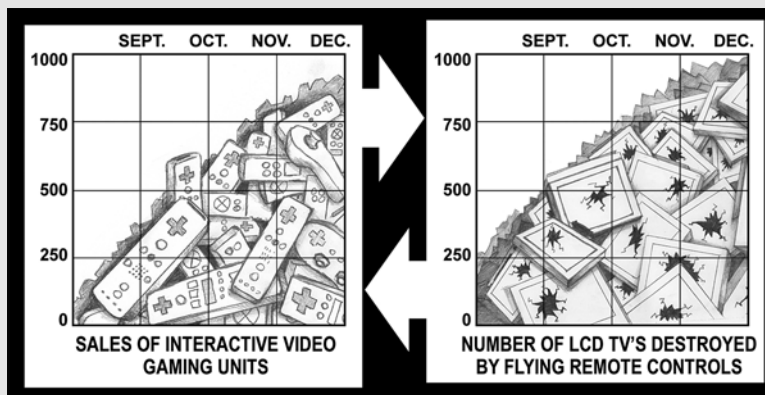 SEPT. OCT. NOV. DEC.
1000
750
500
250
0
SALES OF INTERACTIVE VIDEO
GAMING UNITS
SEPT. OCT. NOV. DEC.
1000
750
500
250
0
NUMBER OF LCD TV'S DESTROYED
BY FLYING REMOTE CONTROLS